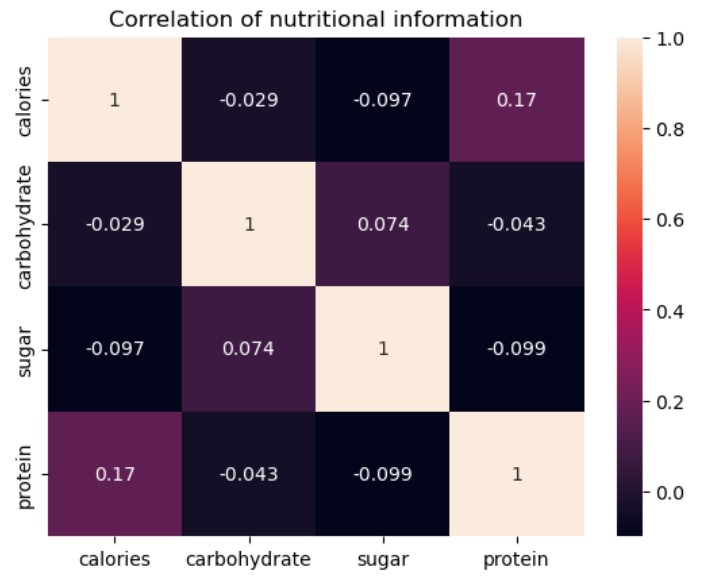 Correlation of nutritional information
calories 1 -0.029 -0.097 0.17
carbohydrate -0.029 1 0.074 -0.043
sugar -0.097 0.074 1 -0.099
protein 0.17 -0.043 -0.099 1
calories carbohydrate sugar protein
1.0
0.8
0.6
0.4
0.2
0.0